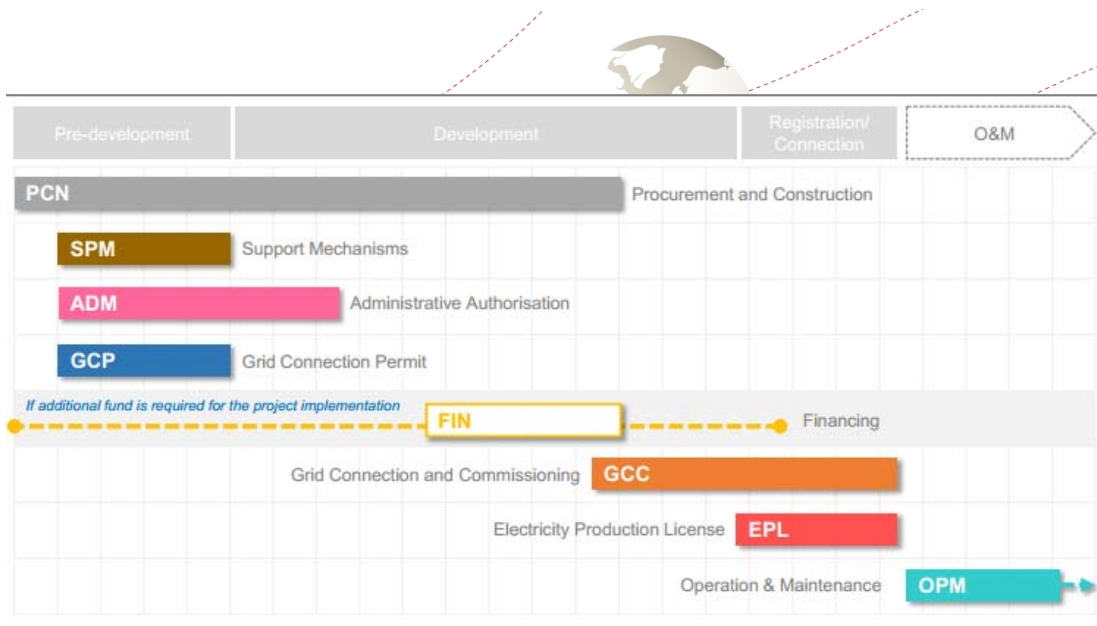 Pre-development
Development
Registration/
Connection
O&M
PCN
Procurement and Construction
SPM
Support Mechanisms
ADM
Administrative Authorisation
GCP
Grid Connection Permit
If additional fund is required for the project implementation
FIN
Financing
Grid Connection and Commissioning
GCC
Electricity Production License
EPL
Operation & Maintenance
OPM